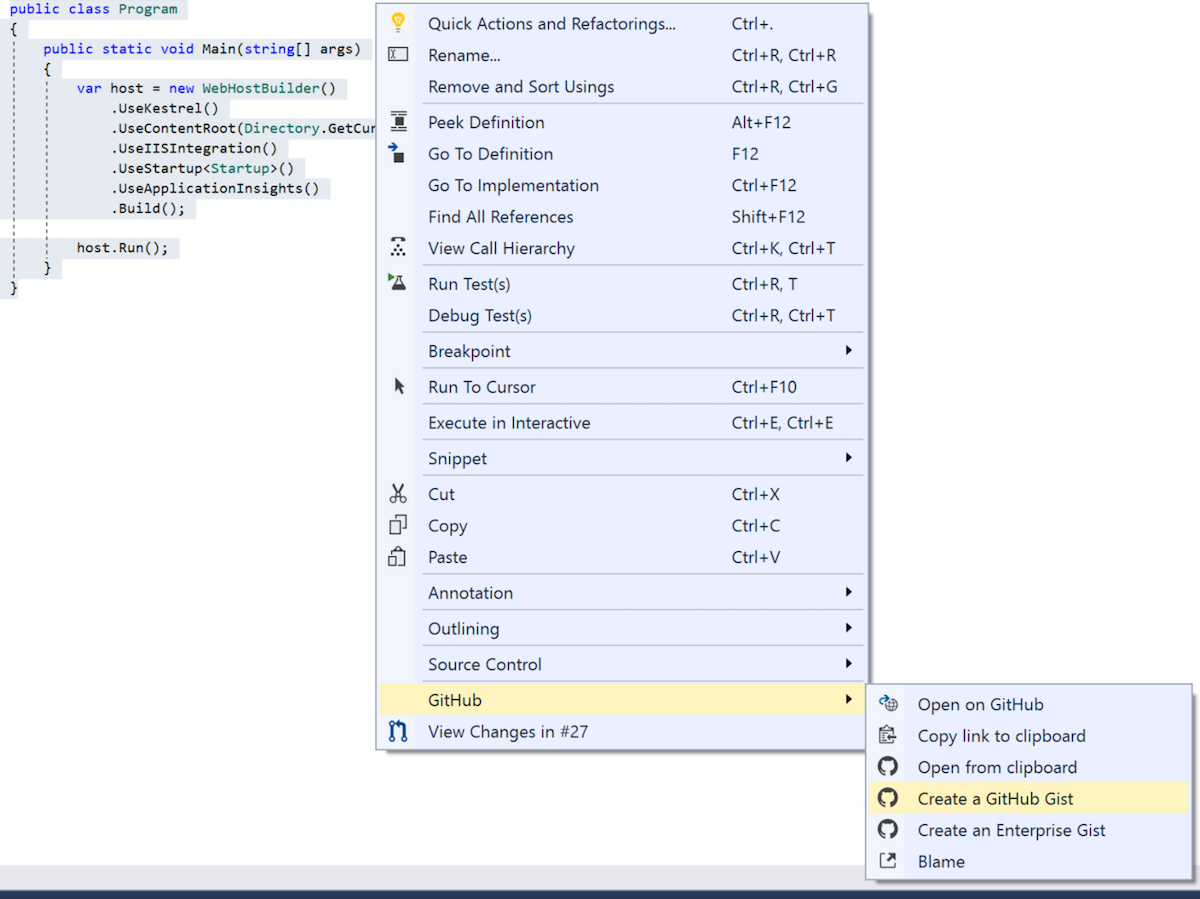 public class Program
{
public static void Main(string[] args)
{
var host = new WebHostBuilder()
.UseKestrel()
.UseContentRoot(Directory.GetCur
.UseIISIntegration()
.UseStartup<Startup>()
.UseApplicationInsights()
.Build();
host.Run();
}
}
Quick Actions and Refactorings... Ctrl+.
Rename... Ctrl+R, Ctrl+R
Remove and Sort Usings Ctrl+R, Ctrl+G
Peek Definition Alt+F12
Go To Definition F12
Go To Implementation Ctrl+F12
Find All References Shift+F12
View Call Hierarchy Ctrl+K, Ctrl+T
Run Test(s) Ctrl+R, T
Debug Test(s) Ctrl+R, Ctrl+T
Breakpoint
Run To Cursor Ctrl+F10
Execute in Interactive Ctrl+E, Ctrl+E
Snippet
Cut Ctrl+X
Copy Ctrl+C
Paste Ctrl+V
Annotation
Outlining
Source Control
GitHub
View Changes in #27
Open on GitHub
Copy link to clipboard
Open from clipboard
Create a GitHub Gist
Create an Enterprise Gist
Blame